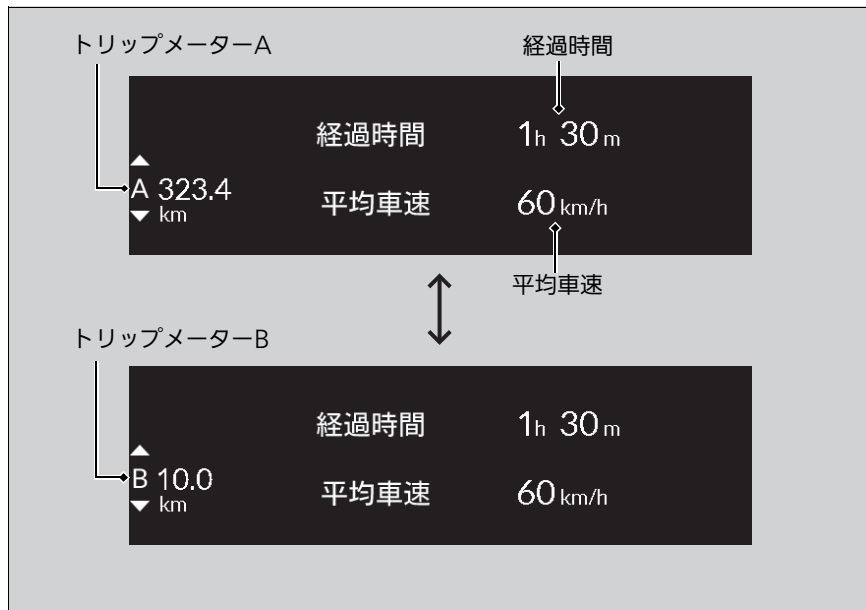 トリップメーターA
経過時間
経過時間 1h 30m
A 323.4
km
平均車速 60km/h
平均車速
トリップメーターB
経過時間 1h 30m
B 10.0
km
平均車速 60km/h